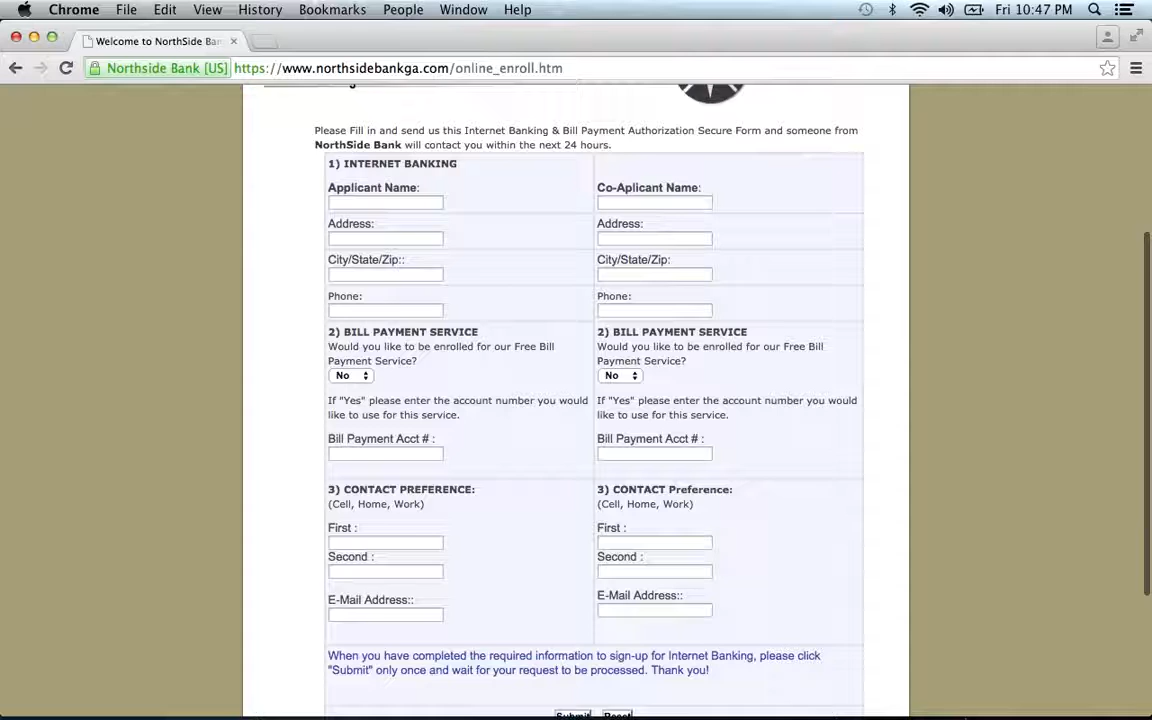 Chrome File Edit View History Bookmarks People Window Help Fri 10:47 PM
Welcome to NorthSide Ban
Northside Bank [US] https://www.northsidebankga.com/online_enroll.htm
Please Fill in and send us this Internet Banking & Bill Payment Authorization Secure Form and someone from
NorthSide Bank will contact you within the next 24 hours.
1) INTERNET BANKING
Applicant Name: Co-Aplicant Name:
Address: Address:
City/State/Zip:: City/State/Zip:
Phone: Phone:
2) BILL PAYMENT SERVICE 2) BILL PAYMENT SERVICE
Would you like to be enrolled for our Free Bill Would you like to be enrolled for our Free Bill
Payment Service? Payment Service?
No No
If "Yes" please enter the account number you would If "Yes" please enter the account number you would
like to use for this service. like to use for this service.
Bill Payment Acct # : Bill Payment Acct # :
3) CONTACT PREFERENCE: 3) CONTACT Preference:
(Cell, Home, Work) (Cell, Home, Work)
First : First :
Second : Second :
E-Mail Address:: E-Mail Address::
When you have completed the required information to sign-up for Internet Banking, please click
"Submit" only once and wait for your request to be processed. Thank you!
Submit Reset